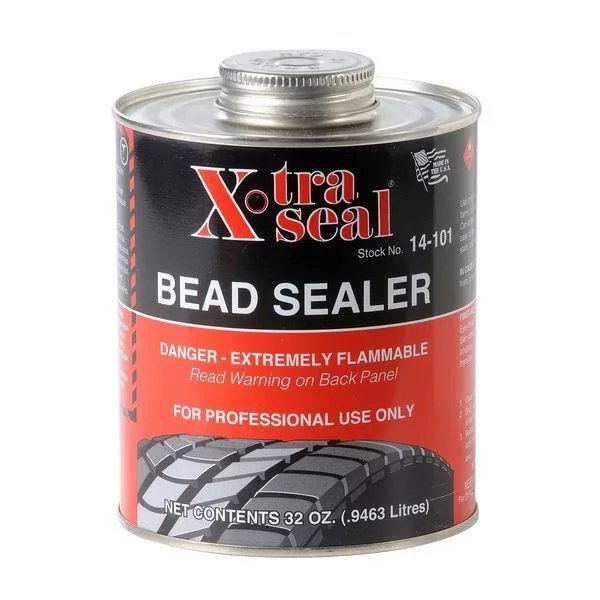 X•tra
seal®
MADE IN
THE U.S.A.
Stock No. 14-101
BEAD SEALER
DANGER - EXTREMELY FLAMMABLE
Read Warning on Back Panel
FOR PROFESSIONAL USE ONLY
NET CONTENTS 32 OZ. (.9463 Litres)